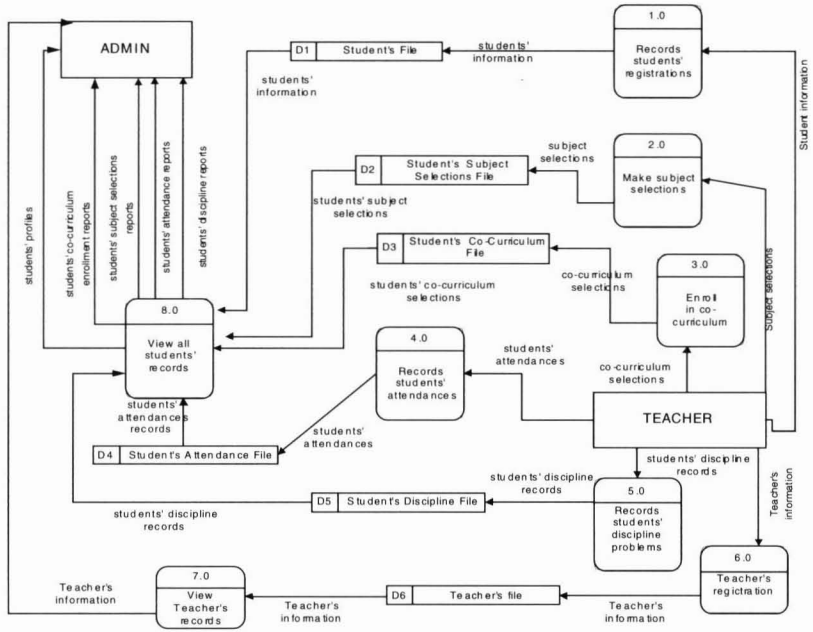 1.0
Records
students'
registrations
ADMIN
D1 Student's File
students'
information
students'
information
Student information
2.0
Make subject
selections
subject
selections
D2 Student's Subject
Selections File
students' subject
selections
D3 Student's Co-Curriculum
File
students' co-curriculum
selections
co-curriculum
selections
3.0
Enroll
in co-
curriculum
Subject selections
students' profiles
students' co-curriculum
enrollment reports
students' subject selections
reports
students' attendance reports
students' discipline reports
8.0
View all
students'
records
4.0
Records
students'
attendances
students'
attendances
co-curriculum
selections
TEACHER
students'
attendances
records
students'
attendances
D4 Student's Attendance File
students' discipline
records
students' discipline
records
D5 Student's Discipline File
students' discipline
records
5.0
Records
students'
discipline
problems
Teacher's
information
6.0
Teacher's
regictration
7.0
View
Teacher's
records
Teacher's
information
Teacher's
information
D6 Teacher's file
Teacher's
information